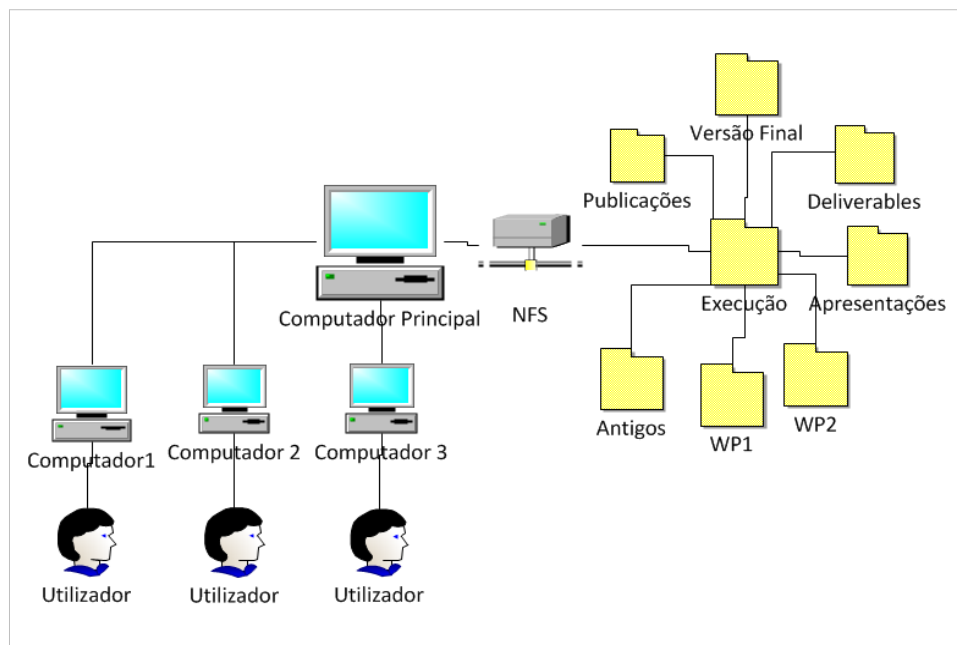 Versão Final
Publicações
Deliverables
Computador Principal
NFS
Execução
Apresentações
Antigos
WP1
WP2
Computador1
Computador 2
Computador 3
Utilizador
Utilizador
Utilizador